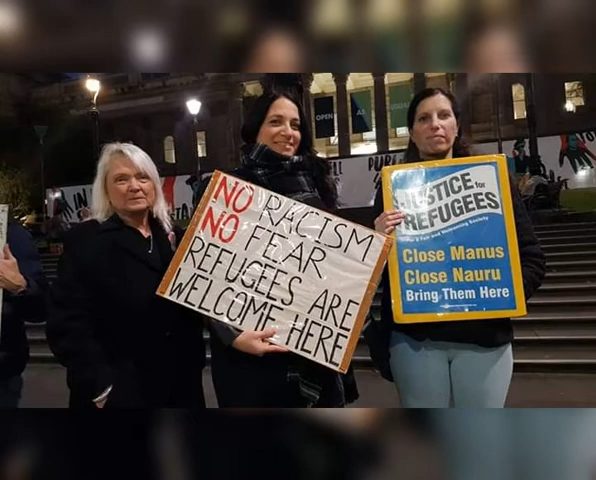 OPEN
NO RACISM
NO FEAR
REFUGEES ARE
WELCOME HERE
JUSTICE for
REFUGEES
Close Manus
Close Nauru
Bring Them Here